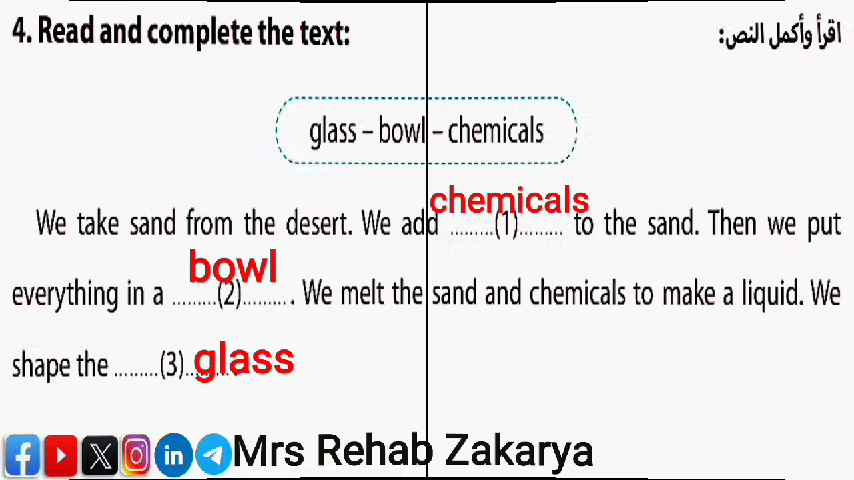 4. Read and complete the text:
اقرأ وأكمل النص:
glass – bowl – chemicals
chemicals
We take sand from the desert. We add .........(1)......... to the sand. Then we put
bowl
everything in a .........(2)......... . We melt the sand and chemicals to make a liquid. We
shape the .........(3)......... glass
Mrs Rehab Zakarya